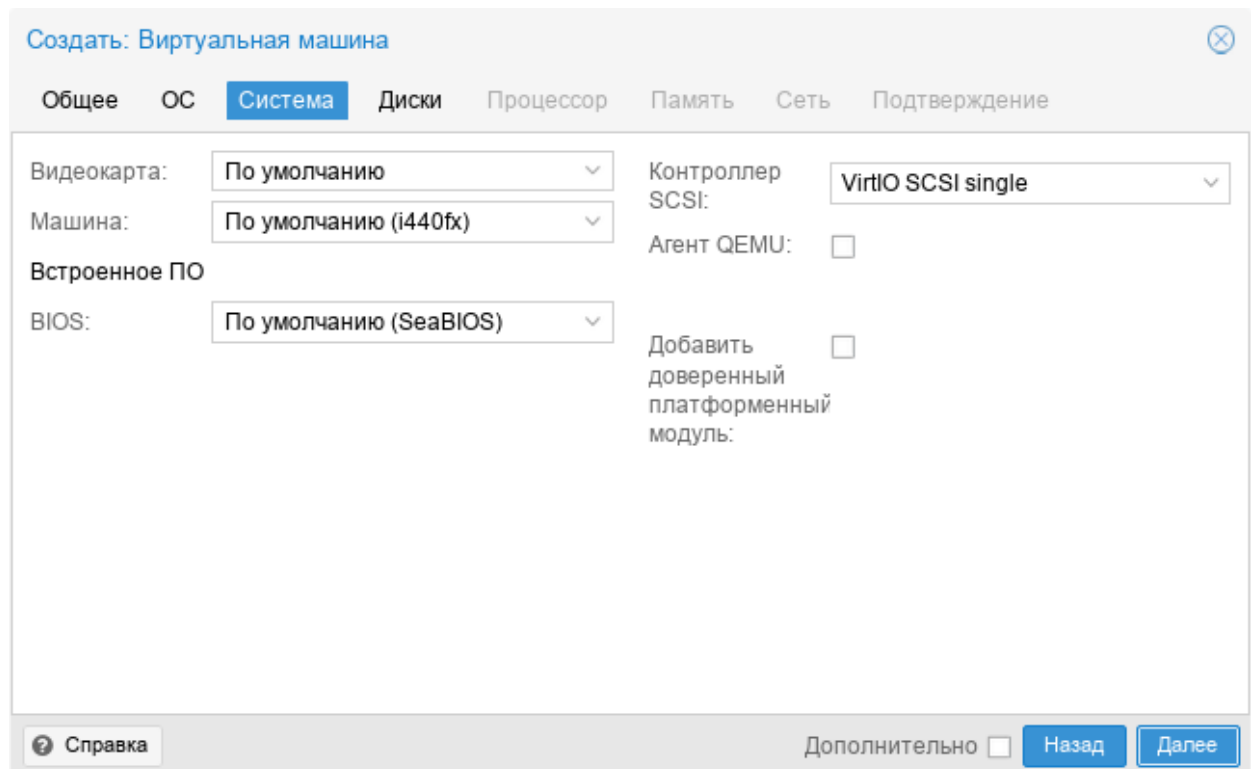 Создать: Виртуальная машина
Общее ОС Система Диски Процессор Память Сеть Подтверждение
Видеокарта: По умолчанию
Машина: По умолчанию (i440fx)
Встроенное ПО
BIOS: По умолчанию (SeaBIOS)
Контроллер
SCSI:
VirtIO SCSI single
Агент QEMU:
Добавить
доверенный
платформенный
модуль:
Справка
Дополнительно
Назад
Далее